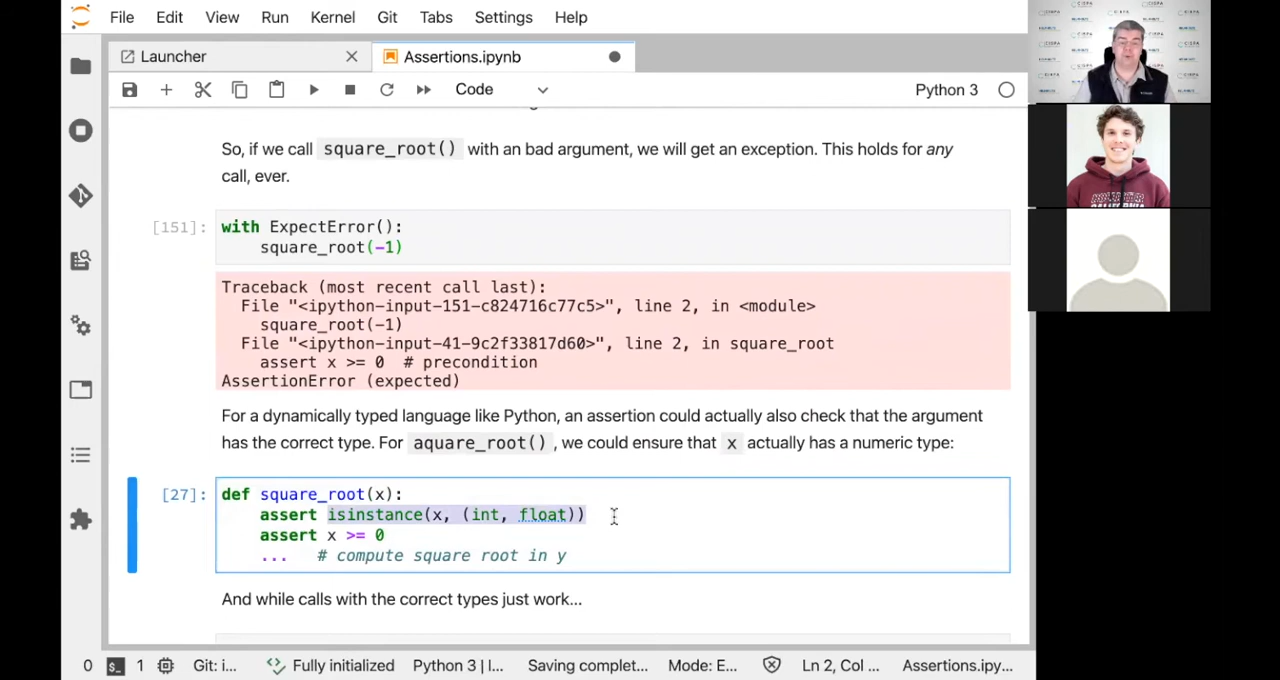 File Edit View Run Kernel Git Tabs Settings Help
Launcher
Assertions.ipynb
Code
Python 3
So, if we call square_root() with an bad argument, we will get an exception. This holds for any
call, ever.
[151]:
with ExpectError():
    square_root(-1)
Traceback (most recent call last):
  File "<ipython-input-151-c824716c77c5>", line 2, in <module>
    square_root(-1)
  File "<ipython-input-41-9c2f33817d60>", line 2, in square_root
    assert x >= 0  # precondition
AssertionError (expected)
For a dynamically typed language like Python, an assertion could actually also check that the argument
has the correct type. For aquare_root(), we could ensure that x actually has a numeric type:
[27]:
def square_root(x):
    assert isinstance(x, (int, float))
    assert x >= 0
    ...   # compute square root in y
And while calls with the correct types just work...
0 $_ 1 Git: i... Fully initialized Python 3 | I... Saving complet... Mode: E... Ln 2, Col ... Assertions.ipy...
CISPA
CALIFORNIA